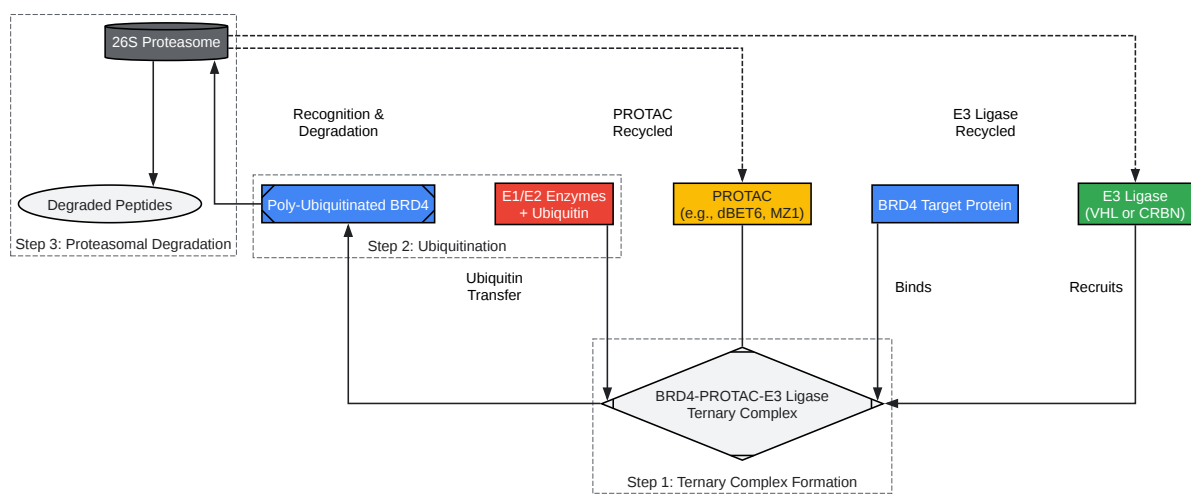 26S Proteasome
Recognition &
Degradation
PROTAC
Recycled
E3 Ligase
Recycled
Degraded Peptides
Poly-Ubiquitinated BRD4
E1/E2 Enzymes
+ Ubiquitin
PROTAC
(e.g., dBET6, MZ1)
BRD4 Target Protein
E3 Ligase
(VHL or CRBN)
Step 3: Proteasomal Degradation
Step 2: Ubiquitination
Ubiquitin
Transfer
Binds
Recruits
BRD4-PROTAC-E3 Ligase
Ternary Complex
Step 1: Ternary Complex Formation